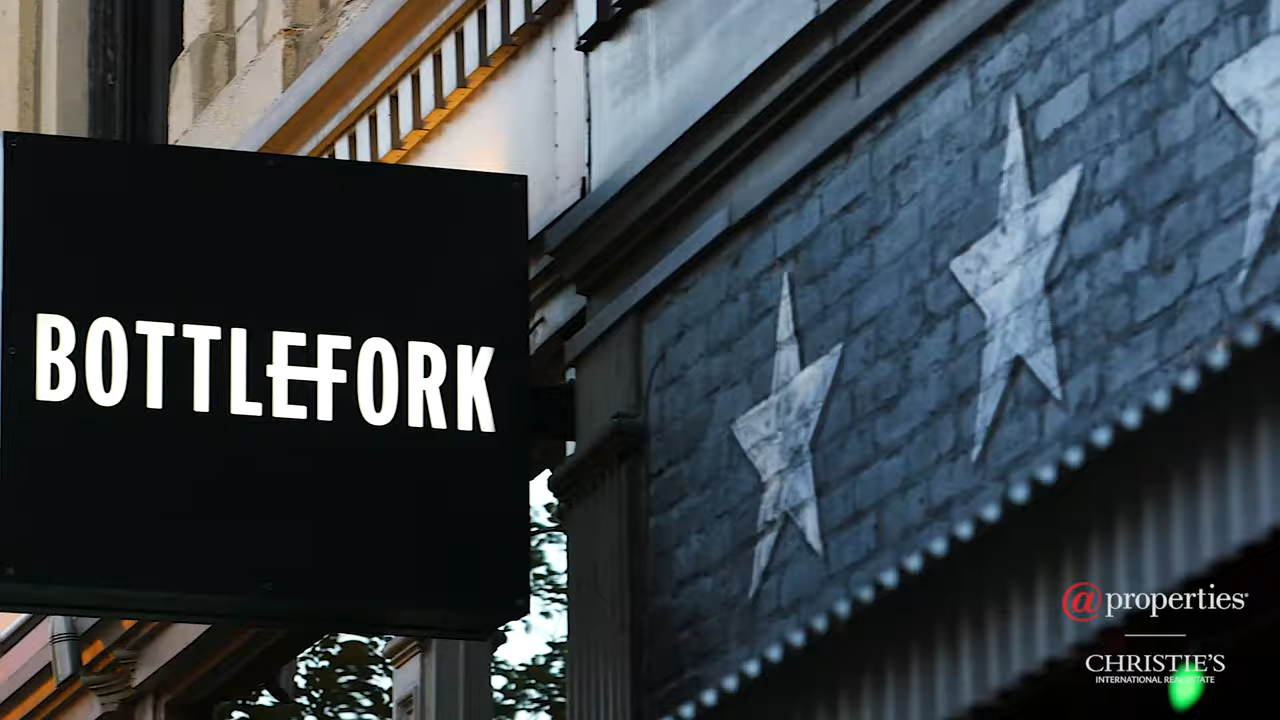 BOTTLEFORK
@properties®
CHRISTIE'S
INTERNATIONAL REAL ESTATE